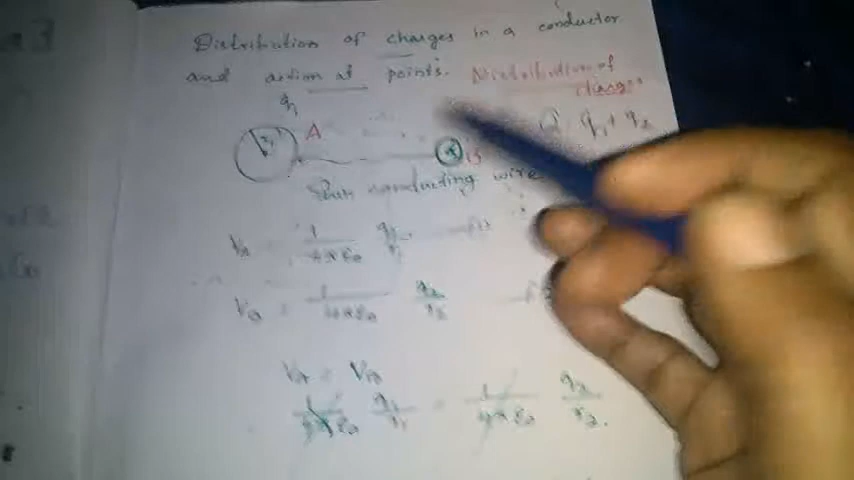 Distribution of charges in a conductor
and action at points. Distribution of
charges
q₁
r₁ A B Q q₁ + q₂
conducting wire
V_A = 1/4πε₀ q₁/r₁
V_B = 1/4πε₀ q₂/r₂
V_A = V_B
1/4πε₀ q₁/r₁ = 1/4πε₀ q₂/r₂.